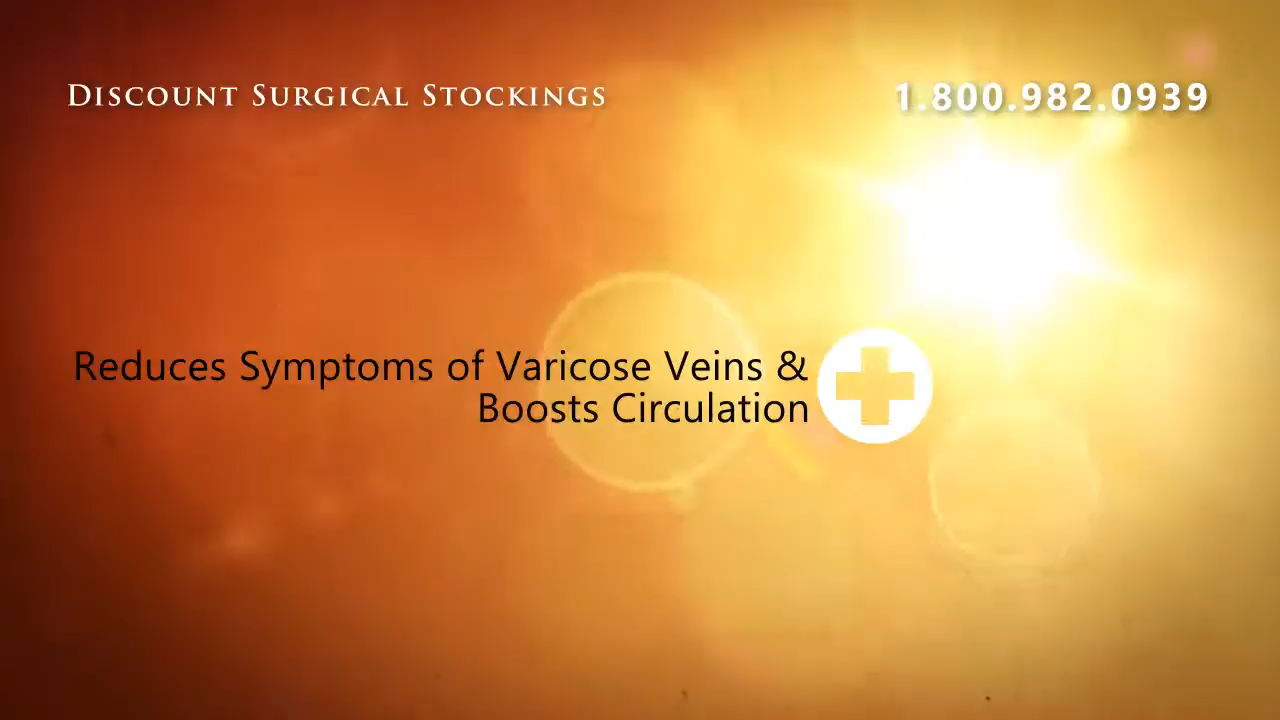 Discount Surgical Stockings
1.800.982.0939
Reduces Symptoms of Varicose Veins &
Boosts Circulation